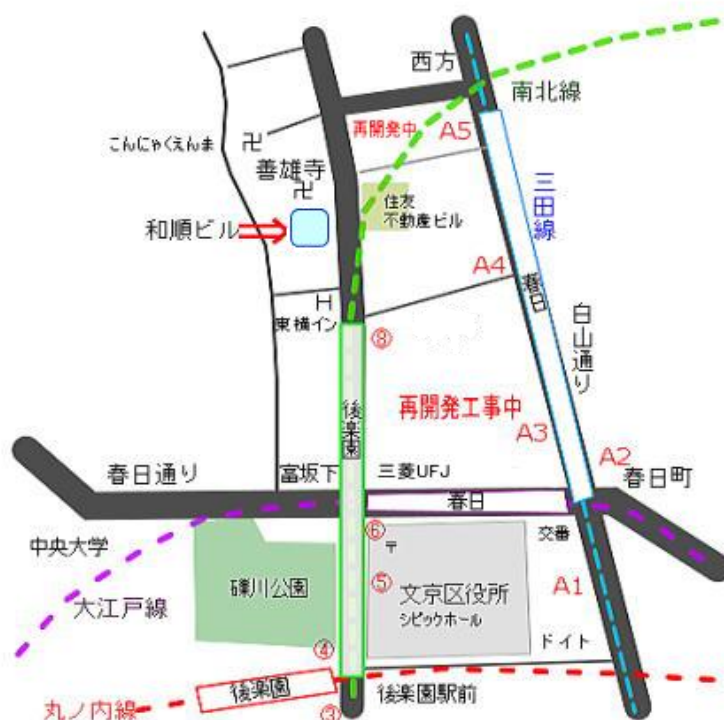 西方
南北線
再開発中
A5
こんにゃくえんま
卍
善雄寺
卍
住友
不動産ビル
三田線
和順ビル
A4
春日
H
東横イン
白山通り
⑧
後楽園
再開発工事中
A3
A2
春日通り
富坂下
三菱UFJ
春日町
春日
中央大学
⑥
〒
交番
礫川公園
⑤
文京区役所
シビックホール
A1
大江戸線
④
ドイト
後楽園
後楽園駅前
丸ノ内線
③